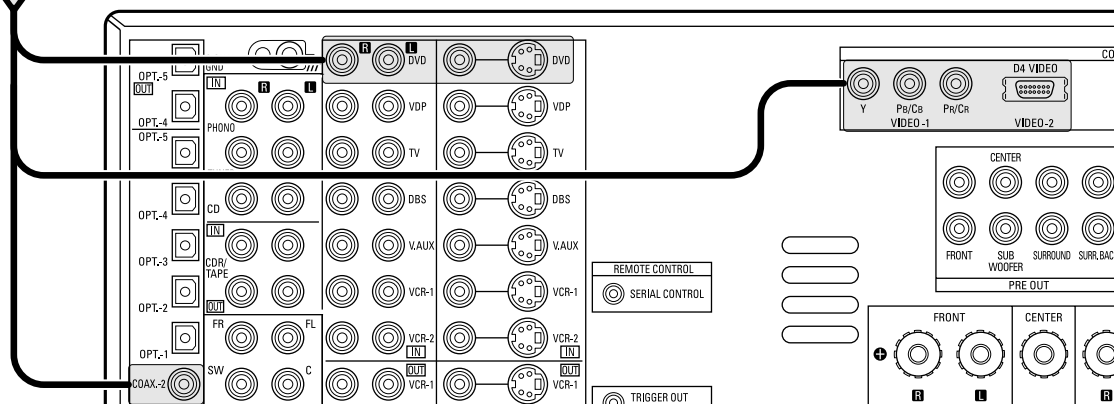 OPT.-5
OUT
OPT.-4
OPT.-5
OPT.-4
OPT.-3
OPT.-2
OPT.-1
COAX.-2
GND
IN
R L
PHONO
CD
IN
CDR/
TAPE
OUT
FR FL
SW C
R L
DVD
VDP
TV
DBS
V.AUX
VCR-1
VCR-2
IN
OUT
VCR-1
DVD
VDP
TV
DBS
V.AUX
VCR-1
VCR-2
IN
OUT
VCR-1
REMOTE CONTROL
SERIAL CONTROL
TRIGGER OUT
CO
D4 VIDEO
Y PB/CB PR/CR
VIDEO-1 VIDEO-2
CENTER
FRONT SUB WOOFER SURROUND SURR.BAC
PRE OUT
FRONT CENTER
R L R